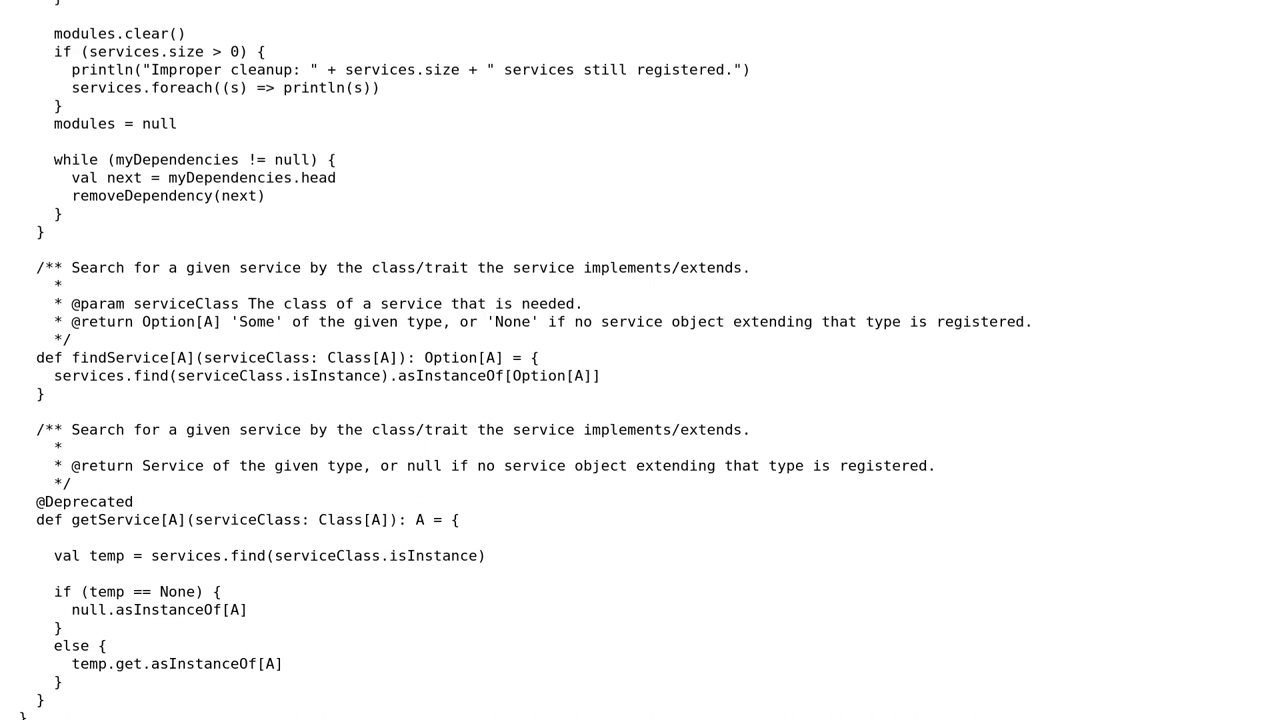 }
modules.clear()
if (services.size > 0) {
println("Improper cleanup: " + services.size + " services still registered.")
services.foreach((s) => println(s))
}
modules = null
while (myDependencies != null) {
val next = myDependencies.head
removeDependency(next)
}
}
/** Search for a given service by the class/trait the service implements/extends.
*
* @param serviceClass The class of a service that is needed.
* @return Option[A] 'Some' of the given type, or 'None' if no service object extending that type is registered.
*/
def findService[A](serviceClass: Class[A]): Option[A] = {
services.find(serviceClass.isInstance).asInstanceOf[Option[A]]
}
/** Search for a given service by the class/trait the service implements/extends.
*
* @return Service of the given type, or null if no service object extending that type is registered.
*/
@Deprecated
def getService[A](serviceClass: Class[A]): A = {
val temp = services.find(serviceClass.isInstance)
if (temp == None) {
null.asInstanceOf[A]
}
else {
temp.get.asInstanceOf[A]
}
}
}